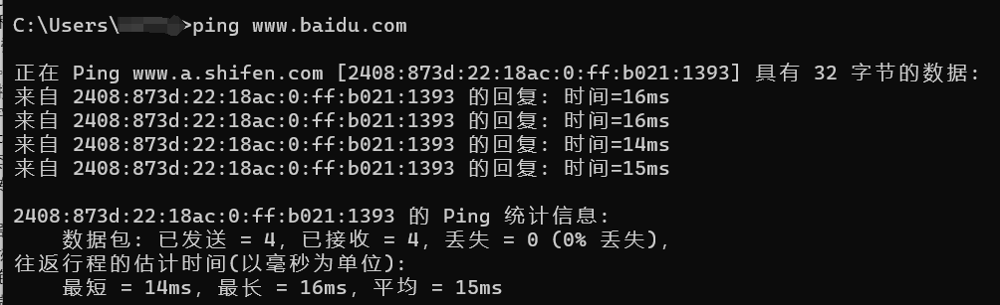 C:\Users\>ping www.baidu.com
正在 Ping www.a.shifen.com [2408:873d:22:18ac:0:ff:b021:1393] 具有 32 字节的数据:
来自 2408:873d:22:18ac:0:ff:b021:1393 的回复: 时间=16ms
来自 2408:873d:22:18ac:0:ff:b021:1393 的回复: 时间=16ms
来自 2408:873d:22:18ac:0:ff:b021:1393 的回复: 时间=14ms
来自 2408:873d:22:18ac:0:ff:b021:1393 的回复: 时间=15ms
2408:873d:22:18ac:0:ff:b021:1393 的 Ping 统计信息:
数据包: 已发送 = 4, 已接收 = 4, 丢失 = 0 (0% 丢失),
往返行程的估计时间(以毫秒为单位):
最短 = 14ms, 最长 = 16ms, 平均 = 15ms